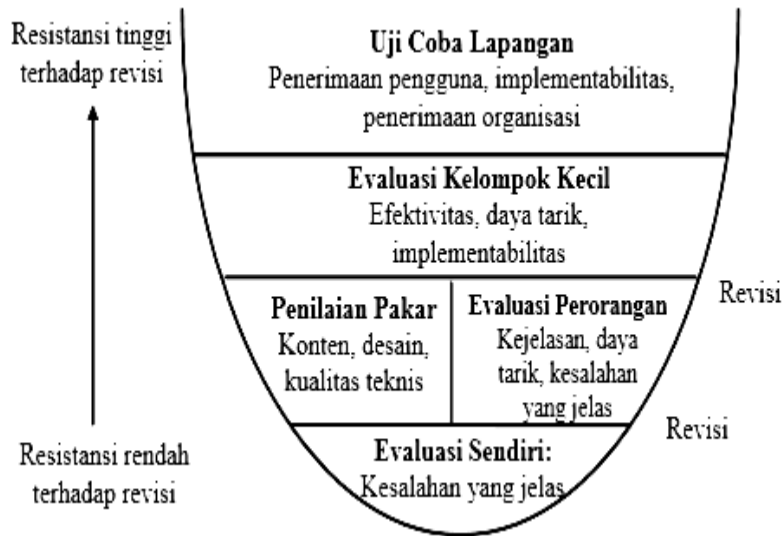 Resistansi tinggi
terhadap revisi
Uji Coba Lapangan
Penerimaan pengguna, implementabilitas,
penerimaan organisasi
Evaluasi Kelompok Kecil
Efektivitas, daya tarik,
implementabilitas
Revisi
Penilaian Pakar
Konten, desain,
kualitas teknis
Evaluasi Perorangan
Kejelasan, daya
tarik, kesalahan
yang jelas
Revisi
Resistansi rendah
terhadap revisi
Evaluasi Sendiri:
Kesalahan yang jelas